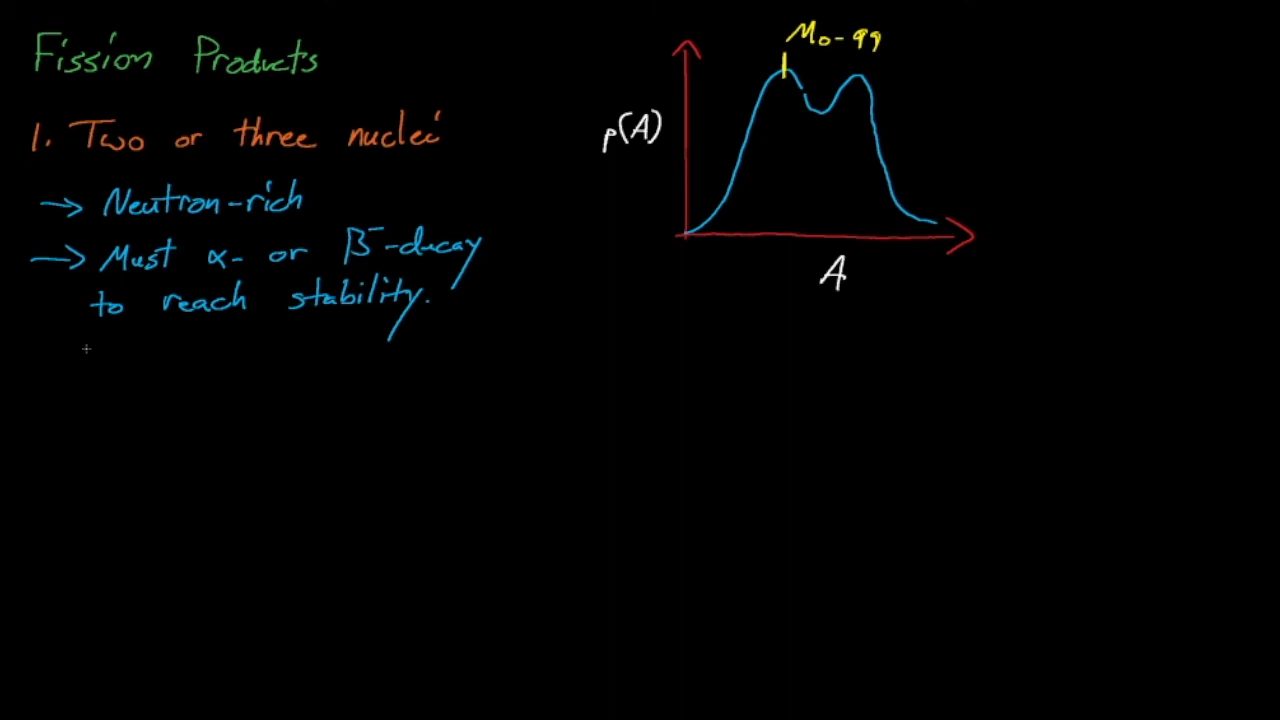 Fission Products
1. Two or three nuclei
→ Neutron-rich
→ Must α- or β⁻-decay
to reach stability.
Mo-99
p(A)
A